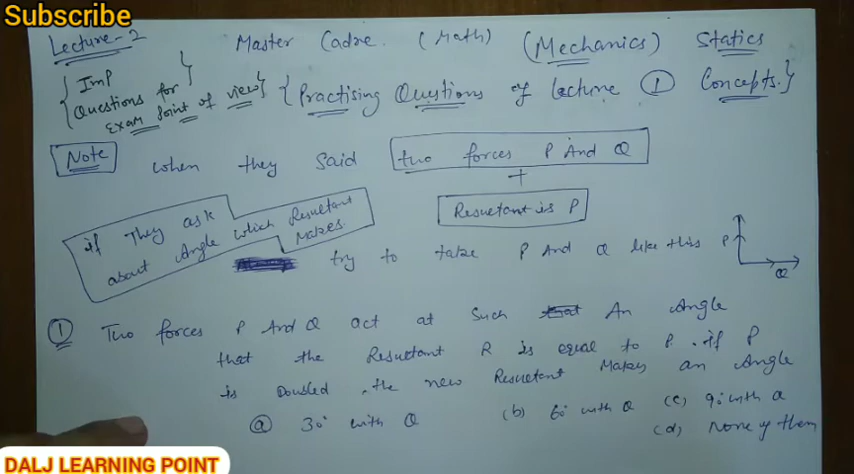 Subscribe
Lecture-2 Master Cadre. (Math) (Mechanics) Statics
{ Imp Questions for Exam Point of view } { Practising Questions of Lecture ① Concepts. }
Note when they said two forces P And Q
+
Resultant is P
if They ask about Angle which Resultant Makes.
try to take P And Q like this P
Q
① Two forces P And Q act at such An Angle
that the Resultant R is equal to P . if P
is Doubled , the new Resultant Makes an Angle
(a) 30° with Q (b) 60° with Q (c) 90° with Q
(d) None of them
DALJ LEARNING POINT